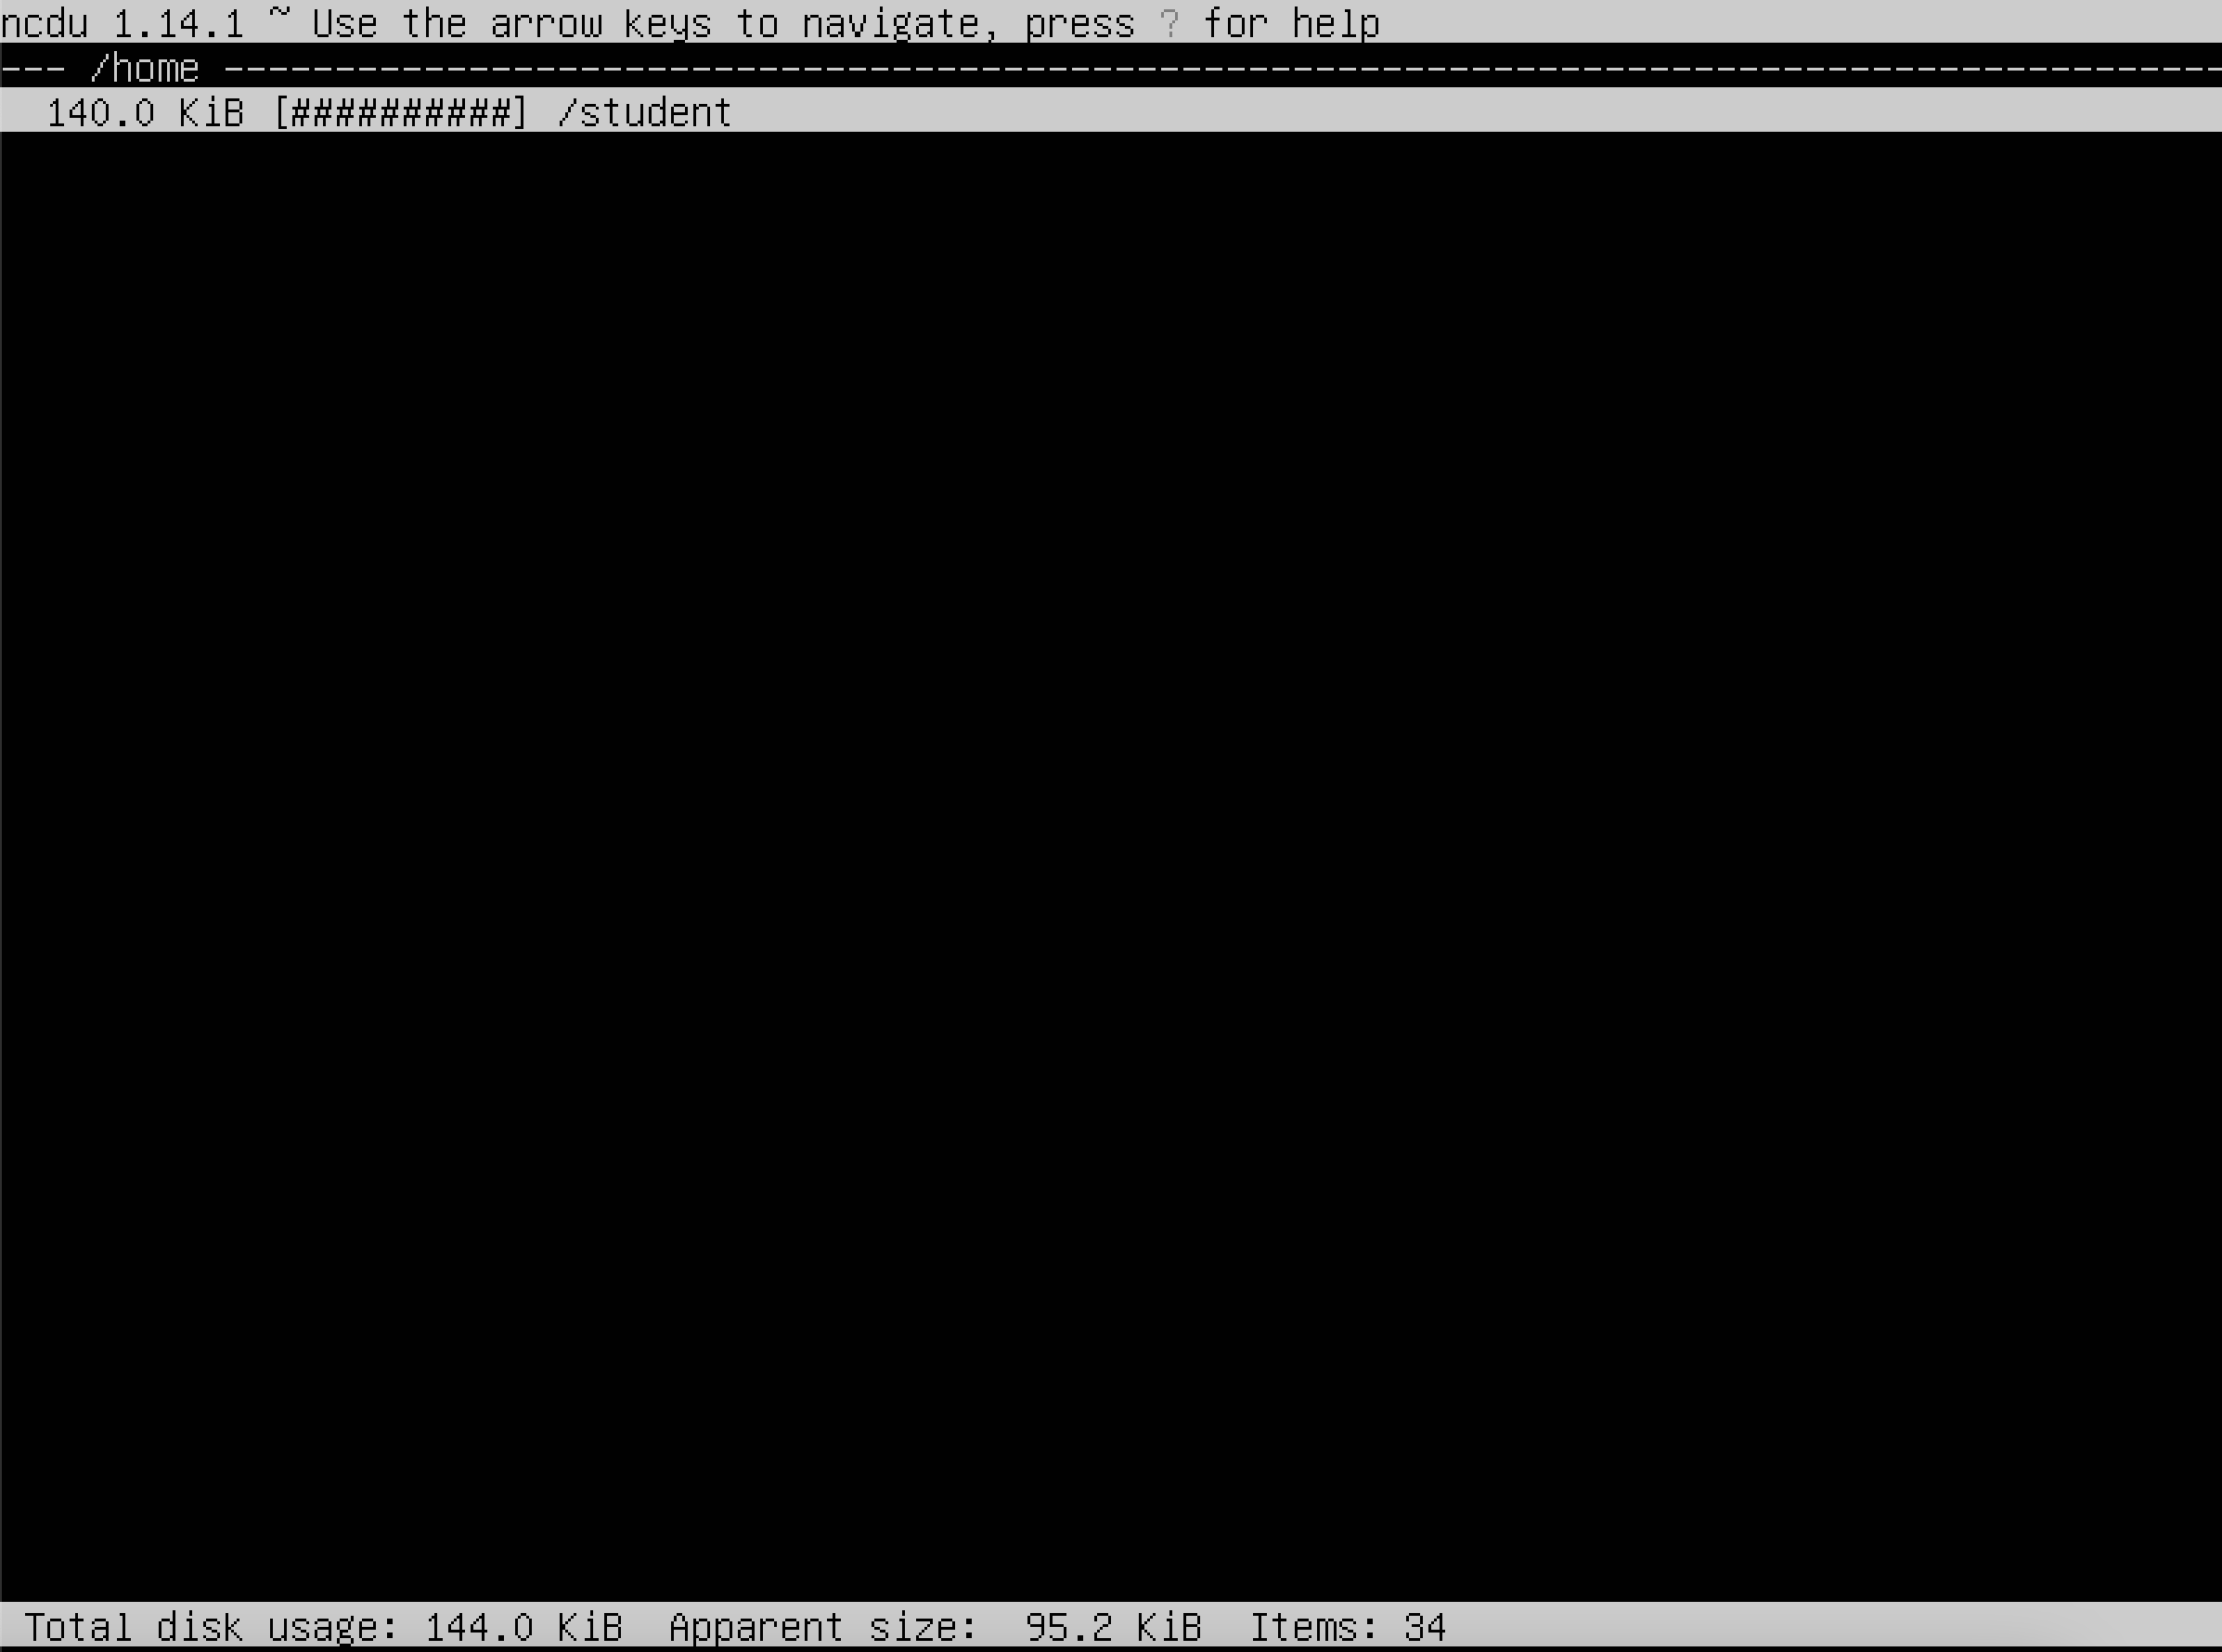 ncdu 1.14.1 ~ Use the arrow keys to navigate, press ? for help
--- /home ------------------------------------------------------------------------------------------
  140.0 KiB [##########] /student
 Total disk usage: 144.0 KiB  Apparent size:  95.2 KiB  Items: 34